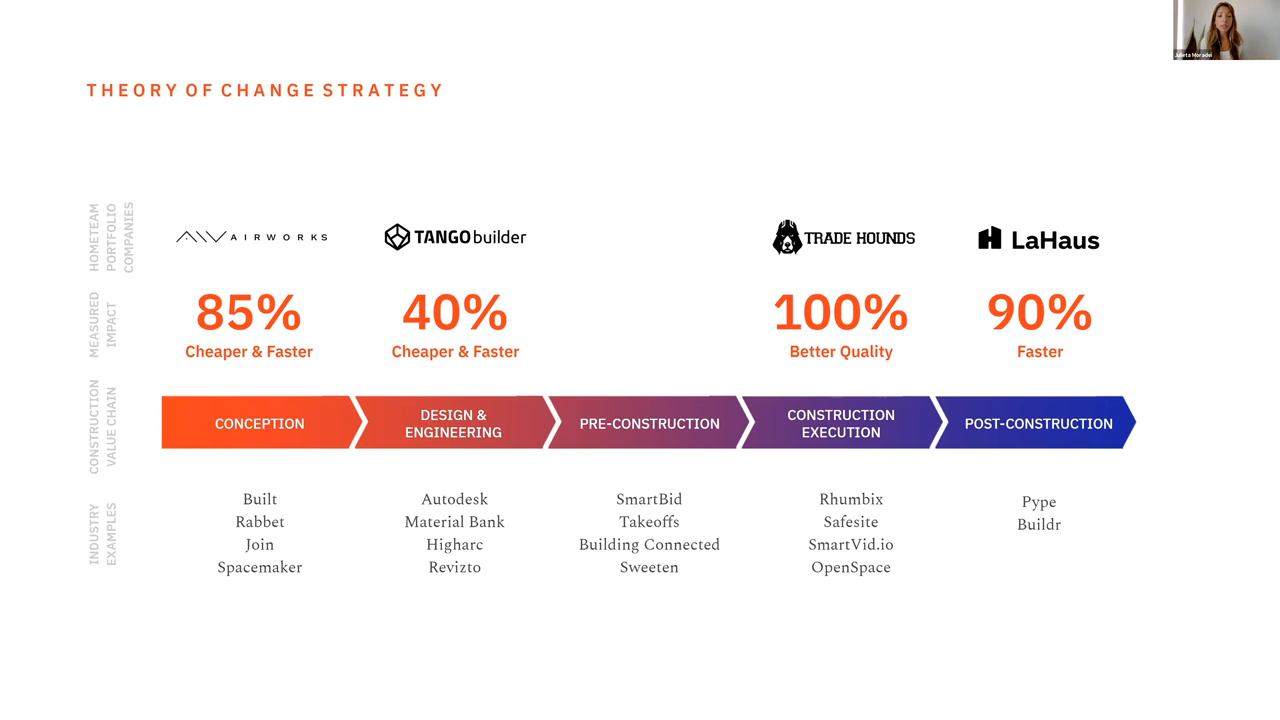 Julieta Moradei
THEORY OF CHANGE STRATEGY
HOMETEAM
PORTFOLIO
COMPANIES
AIRWORKS
TANGObuilder
TRADE HOUNDS
LaHaus
MEASURED
IMPACT
85%
Cheaper & Faster
40%
Cheaper & Faster
100%
Better Quality
90%
Faster
CONSTRUCTION
VALUE CHAIN
CONCEPTION
DESIGN &
ENGINEERING
PRE-CONSTRUCTION
CONSTRUCTION
EXECUTION
POST-CONSTRUCTION
INDUSTRY
EXAMPLES
Built
Rabbet
Join
Spacemaker
Autodesk
Material Bank
Higharc
Revizto
SmartBid
Takeoffs
Building Connected
Sweeten
Rhumbix
Safesite
SmartVid.io
OpenSpace
Pype
Buildr